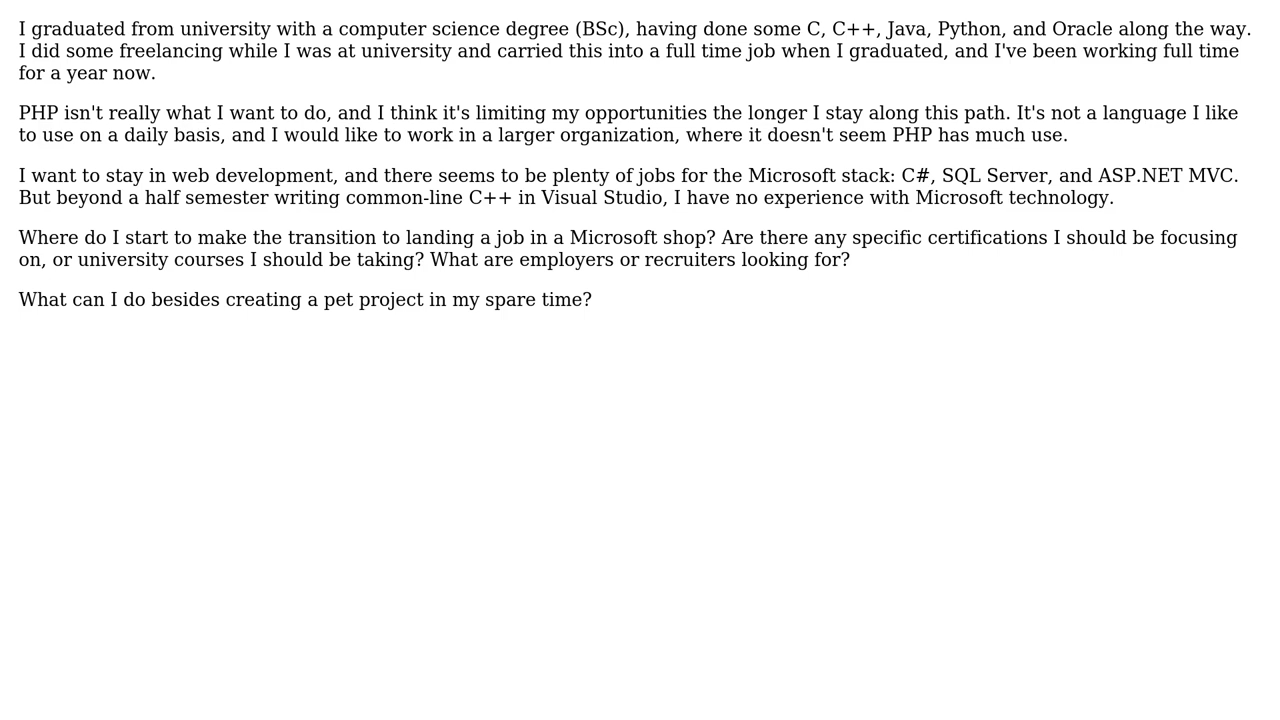 I graduated from university with a computer science degree (BSc), having done some C, C++, Java, Python, and Oracle along the way.
I did some freelancing while I was at university and carried this into a full time job when I graduated, and I've been working full time
for a year now.
PHP isn't really what I want to do, and I think it's limiting my opportunities the longer I stay along this path. It's not a language I like
to use on a daily basis, and I would like to work in a larger organization, where it doesn't seem PHP has much use.
I want to stay in web development, and there seems to be plenty of jobs for the Microsoft stack: C#, SQL Server, and ASP.NET MVC.
But beyond a half semester writing common-line C++ in Visual Studio, I have no experience with Microsoft technology.
Where do I start to make the transition to landing a job in a Microsoft shop? Are there any specific certifications I should be focusing
on, or university courses I should be taking? What are employers or recruiters looking for?
What can I do besides creating a pet project in my spare time?